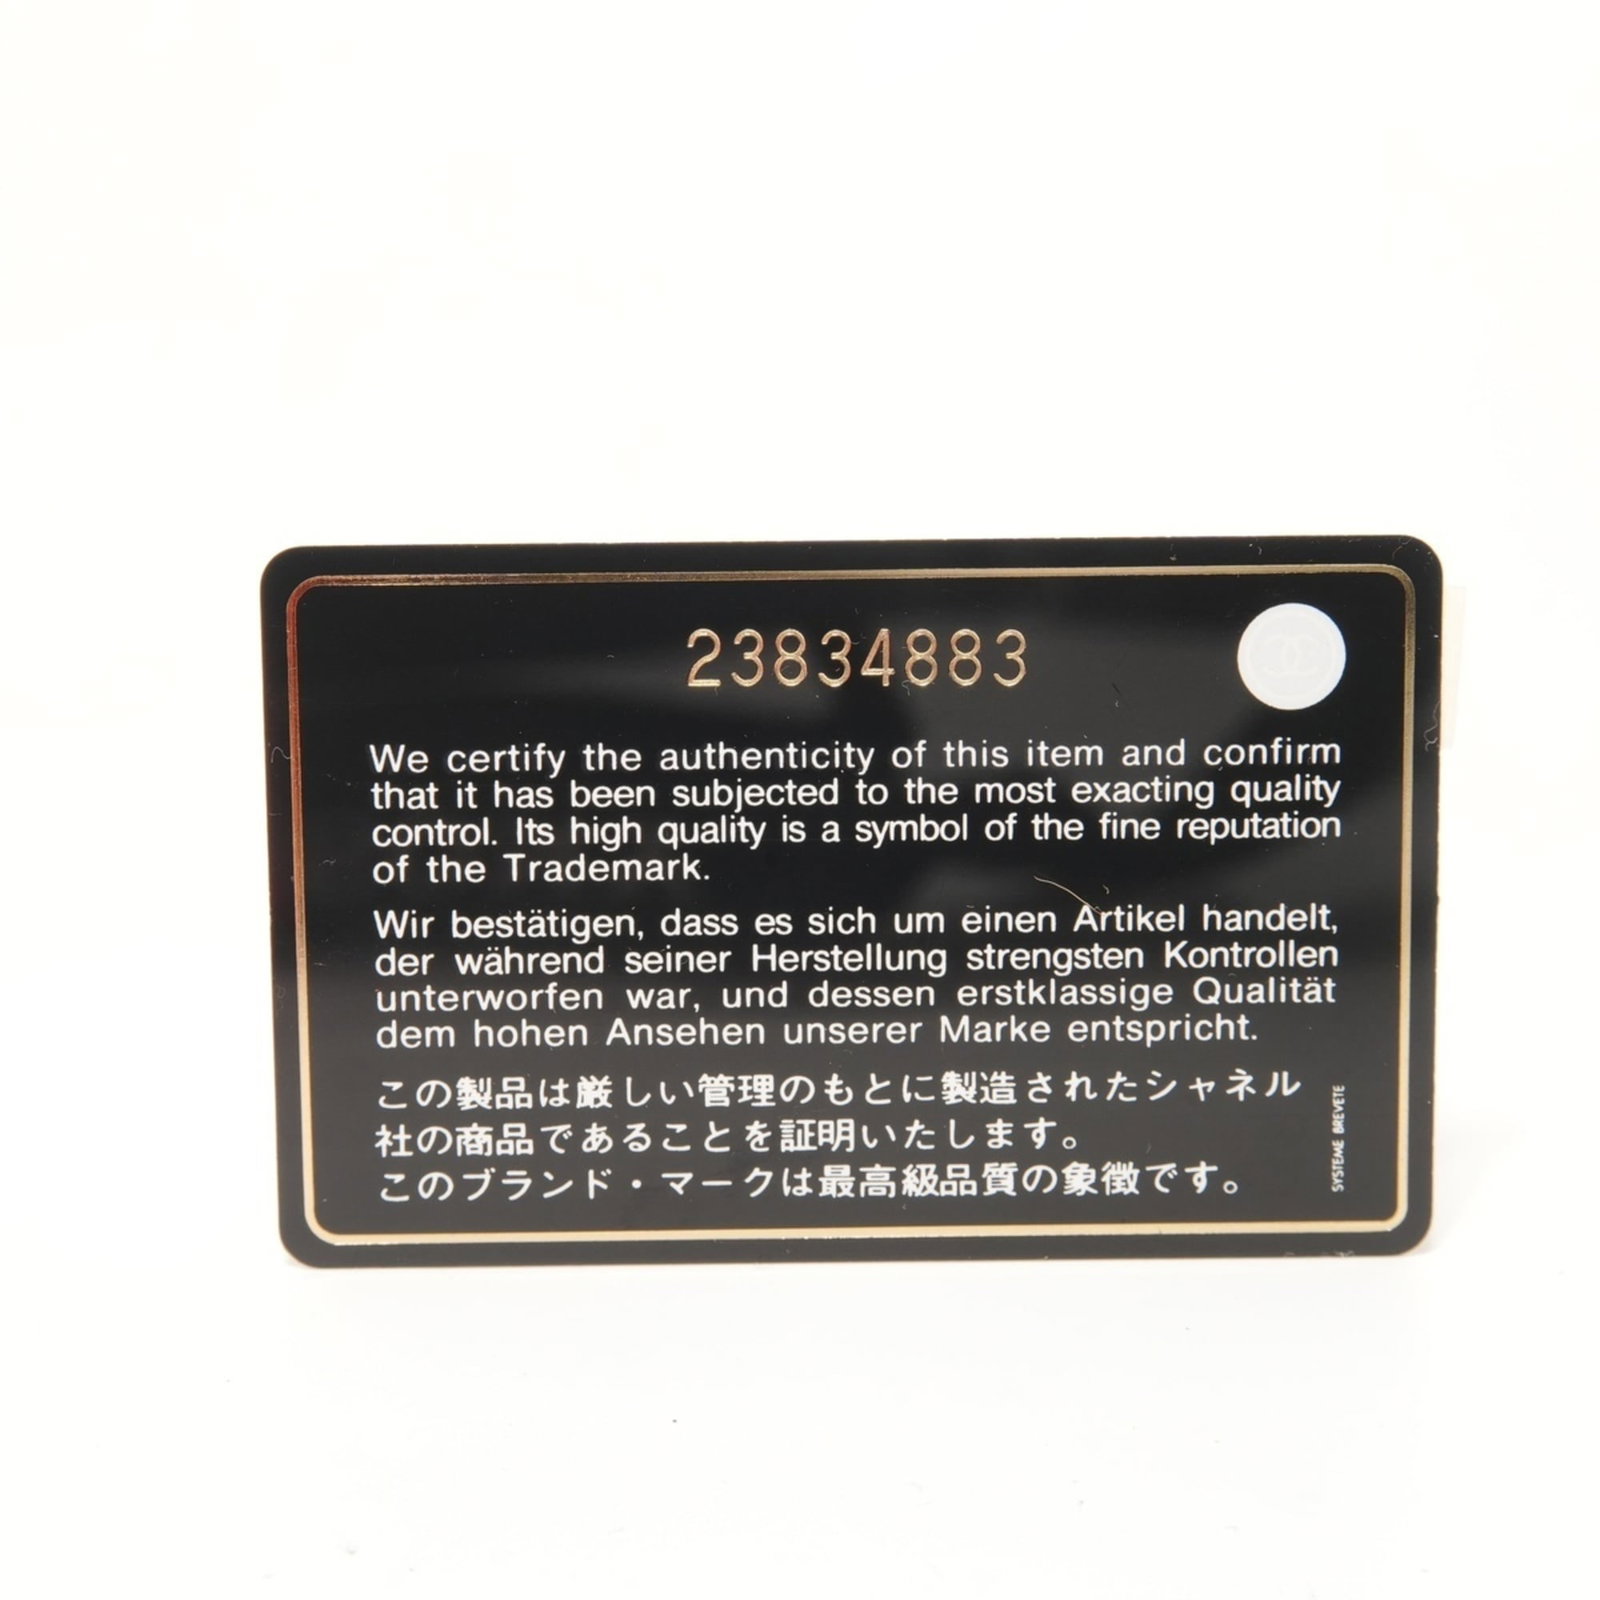 23834883
We certify the authenticity of this item and confirm
that it has been subjected to the most exacting quality
control. Its high quality is a symbol of the fine reputation
of the Trademark.
Wir bestätigen, dass es sich um einen Artikel handelt,
der während seiner Herstellung strengsten Kontrollen
unterworfen war, und dessen erstklassige Qualität
dem hohen Ansehen unserer Marke entspricht.
この製品は厳しい管理のもとに製造されたシャネル
社の商品であることを証明いたします。
このブランド・マークは最高級品質の象徴です。
SYSTEME BREVETE